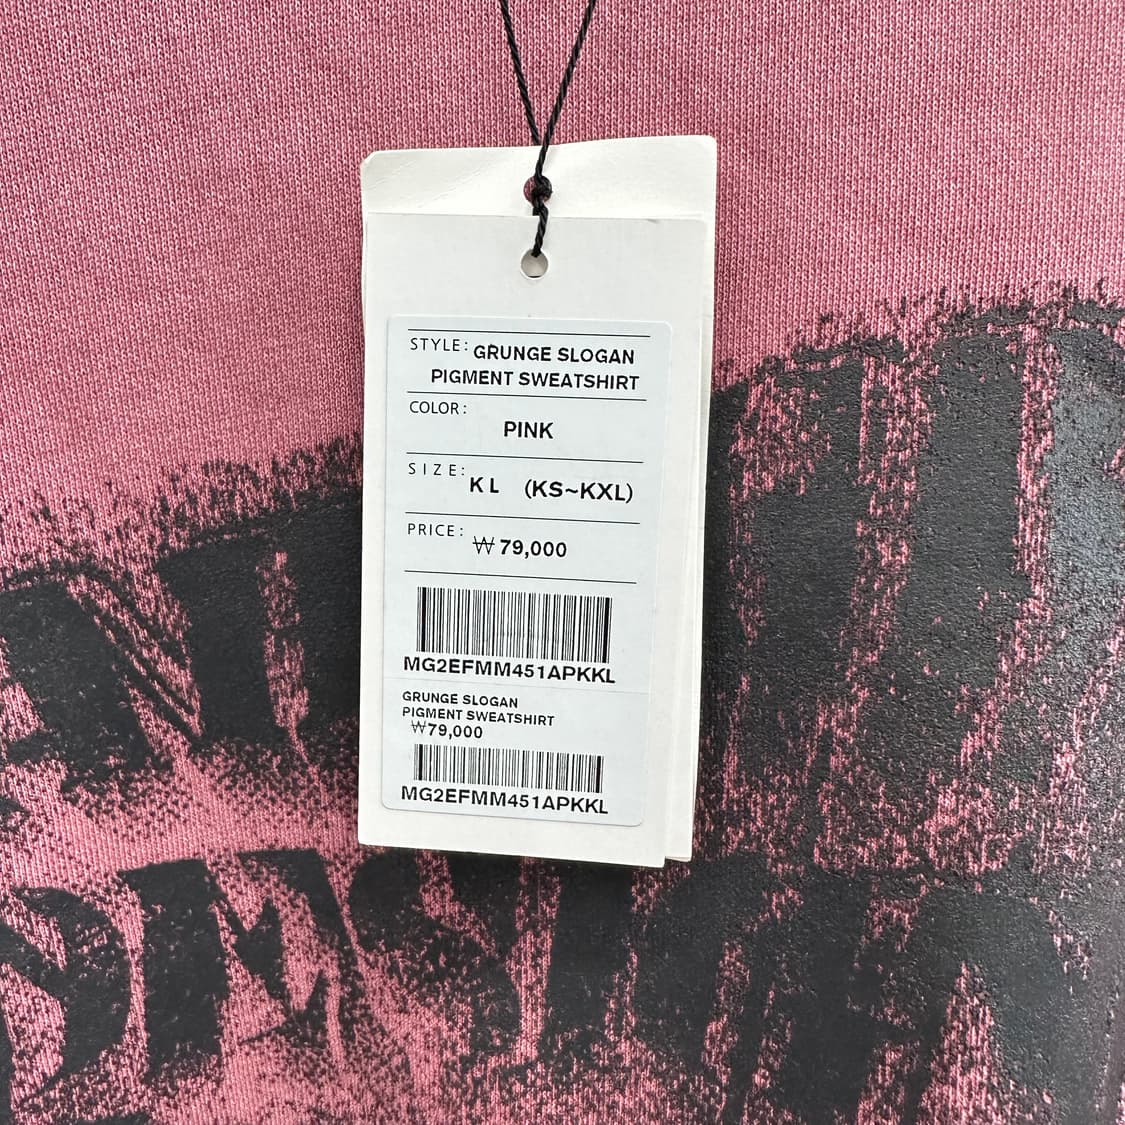 STYLE: GRUNGE SLOGAN
PIGMENT SWEATSHIRT
COLOR:
PINK
SIZE: KL (KS~KXL)
PRICE: ₩79,000
MG2EFMM451APKKL
GRUNGE SLOGAN
PIGMENT SWEATSHIRT
₩79,000
MG2EFMM451APKKL